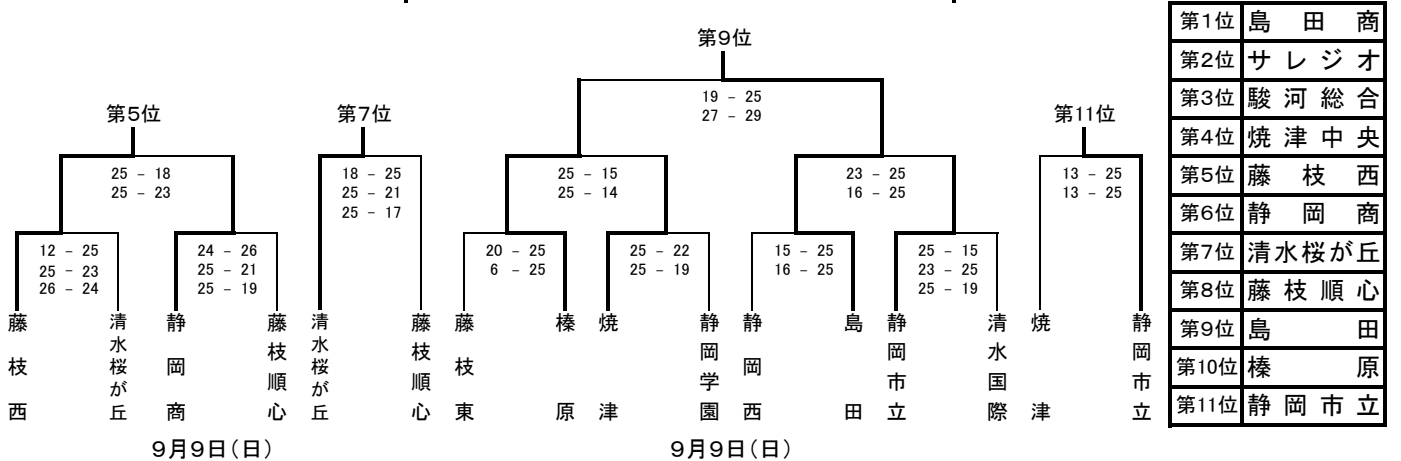 第9位
19 - 25
27 - 29
第5位
25 - 18
25 - 23
12 - 25
25 - 23
26 - 24
24 - 26
25 - 21
25 - 19
藤枝西
清水桜が丘
静岡商
藤枝順心
第7位
18 - 25
25 - 21
25 - 17
清水桜が丘
藤枝順心
25 - 15
25 - 14
23 - 25
16 - 25
20 - 25
6 - 25
25 - 22
25 - 19
15 - 25
16 - 25
25 - 15
23 - 25
25 - 19
藤枝東
榛原
焼津
静岡学園
静岡西
島田
静岡市立
清水国際
第11位
13 - 25
13 - 25
焼津
静岡市立
9月9日(日)
9月9日(日)
第1位 島田商
第2位 サレジオ
第3位 駿河総合
第4位 焼津中央
第5位 藤枝西
第6位 静岡商
第7位 清水桜が丘
第8位 藤枝順心
第9位 島田
第10位 榛原
第11位 静岡市立